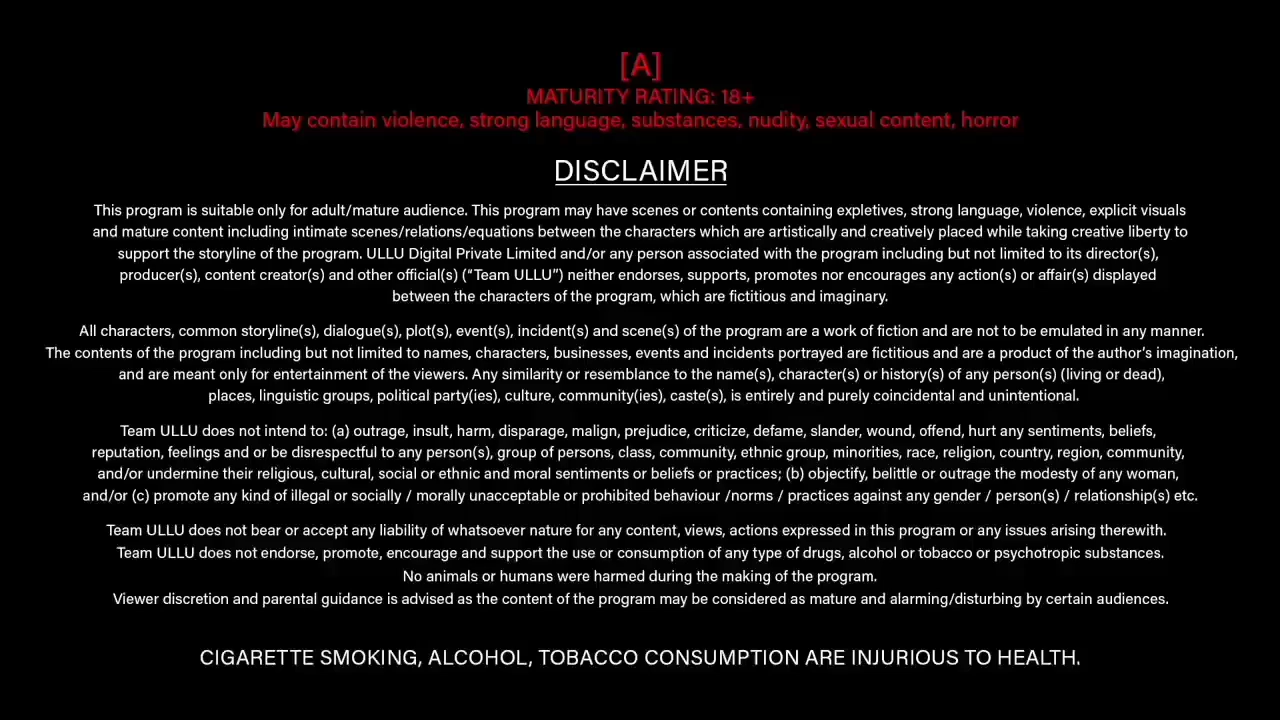 [A]
MATURITY RATING: 18+
May contain violence, strong language, substances, nudity, sexual content, horror
DISCLAIMER
This program is suitable only for adult/mature audience. This program may have scenes or contents containing expletives, strong language, violence, explicit visuals
and mature content including intimate scenes/relations/equations between the characters which are artistically and creatively placed while taking creative liberty to
support the storyline of the program. ULLU Digital Private Limited and/or any person associated with the program including but not limited to its director(s),
producer(s), content creator(s) and other official(s) (“Team ULLU”) neither endorses, supports, promotes nor encourages any action(s) or affair(s) displayed
between the characters of the program, which are fictitious and imaginary.
All characters, common storyline(s), dialogue(s), plot(s), event(s), incident(s) and scene(s) of the program are a work of fiction and are not to be emulated in any manner.
The contents of the program including but not limited to names, characters, businesses, events and incidents portrayed are fictitious and are a product of the author’s imagination,
and are meant only for entertainment of the viewers. Any similarity or resemblance to the name(s), character(s) or history(s) of any person(s) (living or dead),
places, linguistic groups, political party(ies), culture, community(ies), caste(s), is entirely and purely coincidental and unintentional.
Team ULLU does not intend to: (a) outrage, insult, harm, disparage, malign, prejudice, criticize, defame, slander, wound, offend, hurt any sentiments, beliefs,
reputation, feelings and or be disrespectful to any person(s), group of persons, class, community, ethnic group, minorities, race, religion, country, region, community,
and/or undermine their religious, cultural, social or ethnic and moral sentiments or beliefs or practices; (b) objectify, belittle or outrage the modesty of any woman,
and/or (c) promote any kind of illegal or socially / morally unacceptable or prohibited behaviour /norms / practices against any gender / person(s) / relationship(s) etc.
Team ULLU does not bear or accept any liability of whatsoever nature for any content, views, actions expressed in this program or any issues arising therewith.
Team ULLU does not endorse, promote, encourage and support the use or consumption of any type of drugs, alcohol or tobacco or psychotropic substances.
No animals or humans were harmed during the making of the program.
Viewer discretion and parental guidance is advised as the content of the program may be considered as mature and alarming/disturbing by certain audiences.
CIGARETTE SMOKING, ALCOHOL, TOBACCO CONSUMPTION ARE INJURIOUS TO HEALTH.